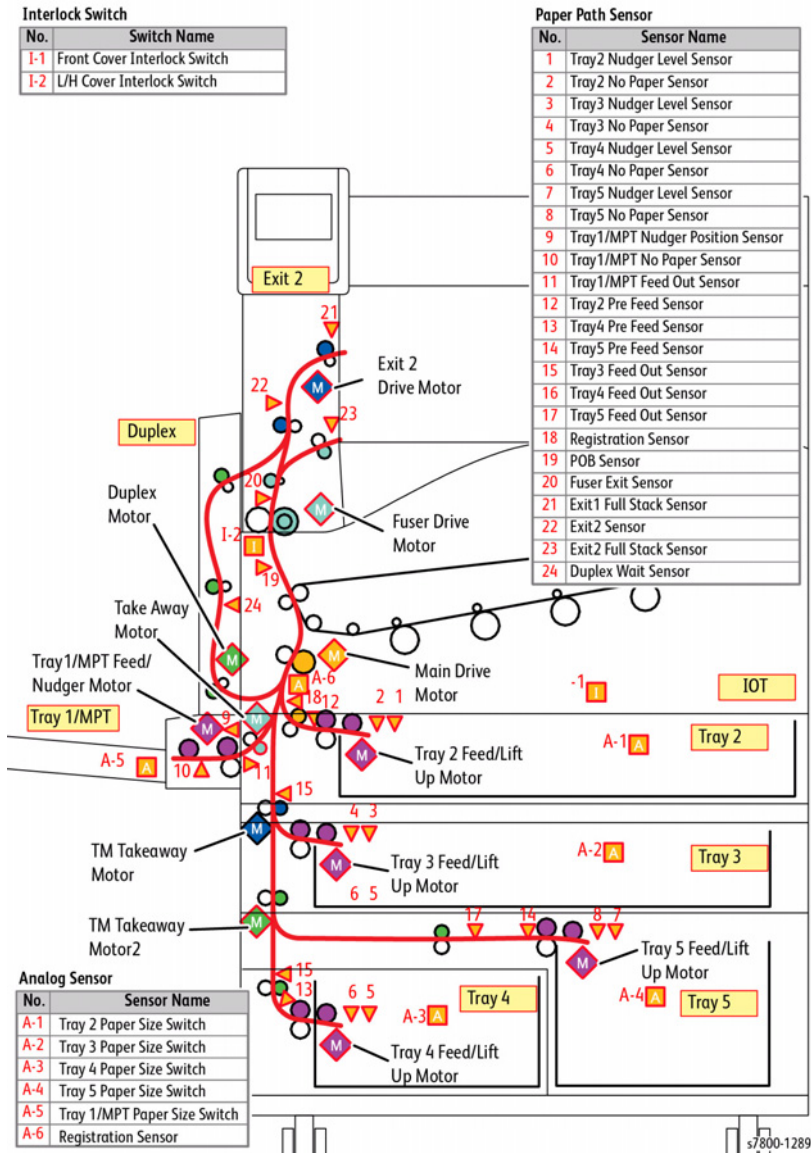 Interlock Switch
No. Switch Name
I-1 Front Cover Interlock Switch
I-2 L/H Cover Interlock Switch
Paper Path Sensor
No. Sensor Name
1 Tray2 Nudger Level Sensor
2 Tray2 No Paper Sensor
3 Tray3 Nudger Level Sensor
4 Tray3 No Paper Sensor
5 Tray4 Nudger Level Sensor
6 Tray4 No Paper Sensor
7 Tray5 Nudger Level Sensor
8 Tray5 No Paper Sensor
9 Tray1/MPT Nudger Position Sensor
10 Tray1/MPT No Paper Sensor
11 Tray1/MPT Feed Out Sensor
12 Tray2 Pre Feed Sensor
13 Tray4 Pre Feed Sensor
14 Tray5 Pre Feed Sensor
15 Tray3 Feed Out Sensor
16 Tray4 Feed Out Sensor
17 Tray5 Feed Out Sensor
18 Registration Sensor
19 POB Sensor
20 Fuser Exit Sensor
21 Exit1 Full Stack Sensor
22 Exit2 Sensor
23 Exit2 Full Stack Sensor
24 Duplex Wait Sensor
Exit 2
21
Exit 2
Drive Motor
M
22
23
Duplex
20
Duplex
Motor
M
Fuser Drive
Motor
I-2
I
19
24
Take Away
Motor
M
M
Main Drive
Motor
Tray1/MPT Feed/
Nudger Motor
A-6
A
-1
I
IOT
Tray 1/MPT
M
9
M
18 12
2 1
A-1
A
Tray 2
A-5
A
10
11
M
Tray 2 Feed/Lift
Up Motor
15
4 3
M
TM Takeaway
Motor
M
Tray 3 Feed/Lift
Up Motor
A-2
A
Tray 3
6 5
TM Takeaway
Motor2
M
17 14 8 7
M
Tray 5 Feed/Lift
Up Motor
15
13
6 5
A-3
A
Tray 4
A-4
A
Tray 5
M
Tray 4 Feed/Lift
Up Motor
Analog Sensor
No. Sensor Name
A-1 Tray 2 Paper Size Switch
A-2 Tray 3 Paper Size Switch
A-3 Tray 4 Paper Size Switch
A-4 Tray 5 Paper Size Switch
A-5 Tray 1/MPT Paper Size Switch
A-6 Registration Sensor
s7800-1289